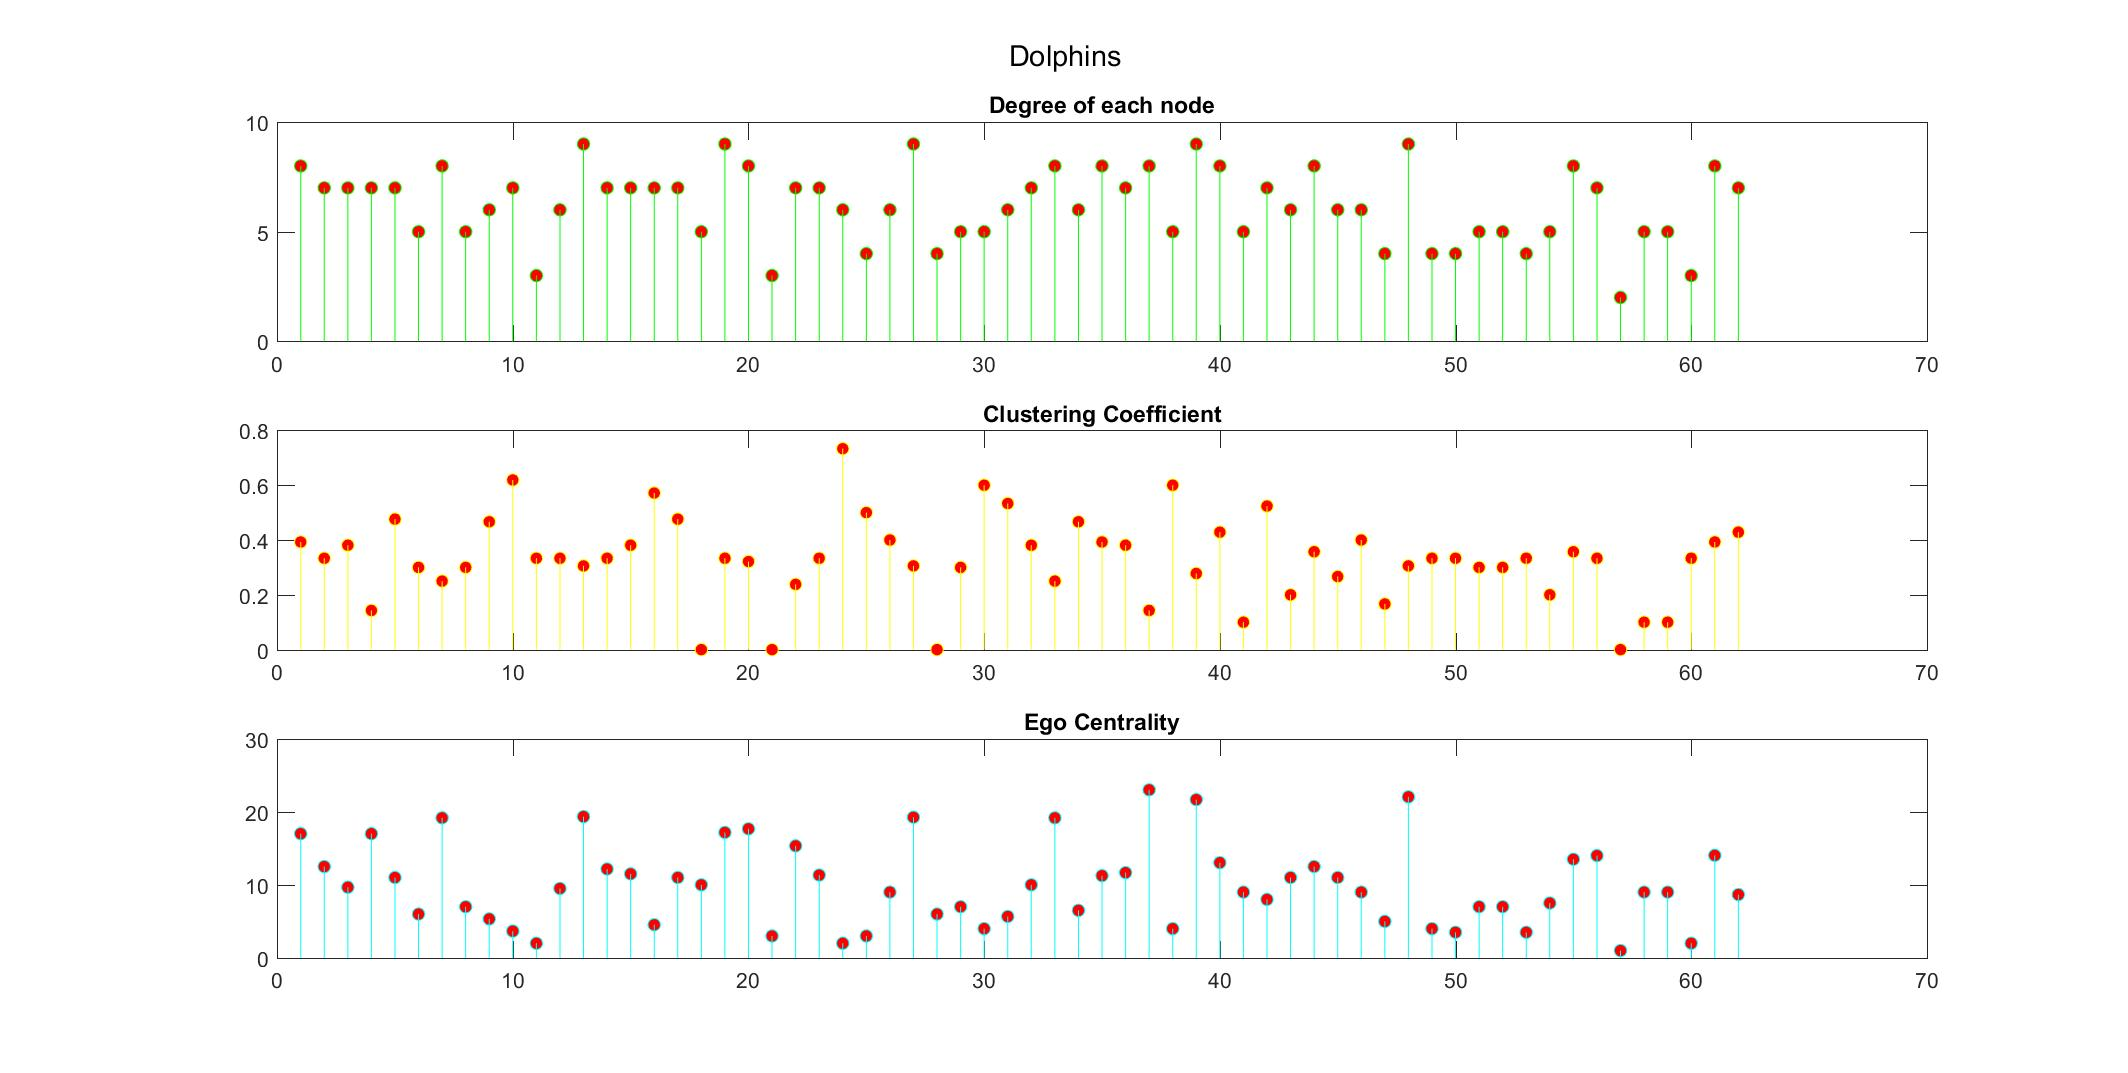 Dolphins
Degree of each node
10
5
0
0 10 20 30 40 50 60 70
Clustering Coefficient
0.8
0.6
0.4
0.2
0
0 10 20 30 40 50 60 70
Ego Centrality
30
20
10
0
0 10 20 30 40 50 60 70